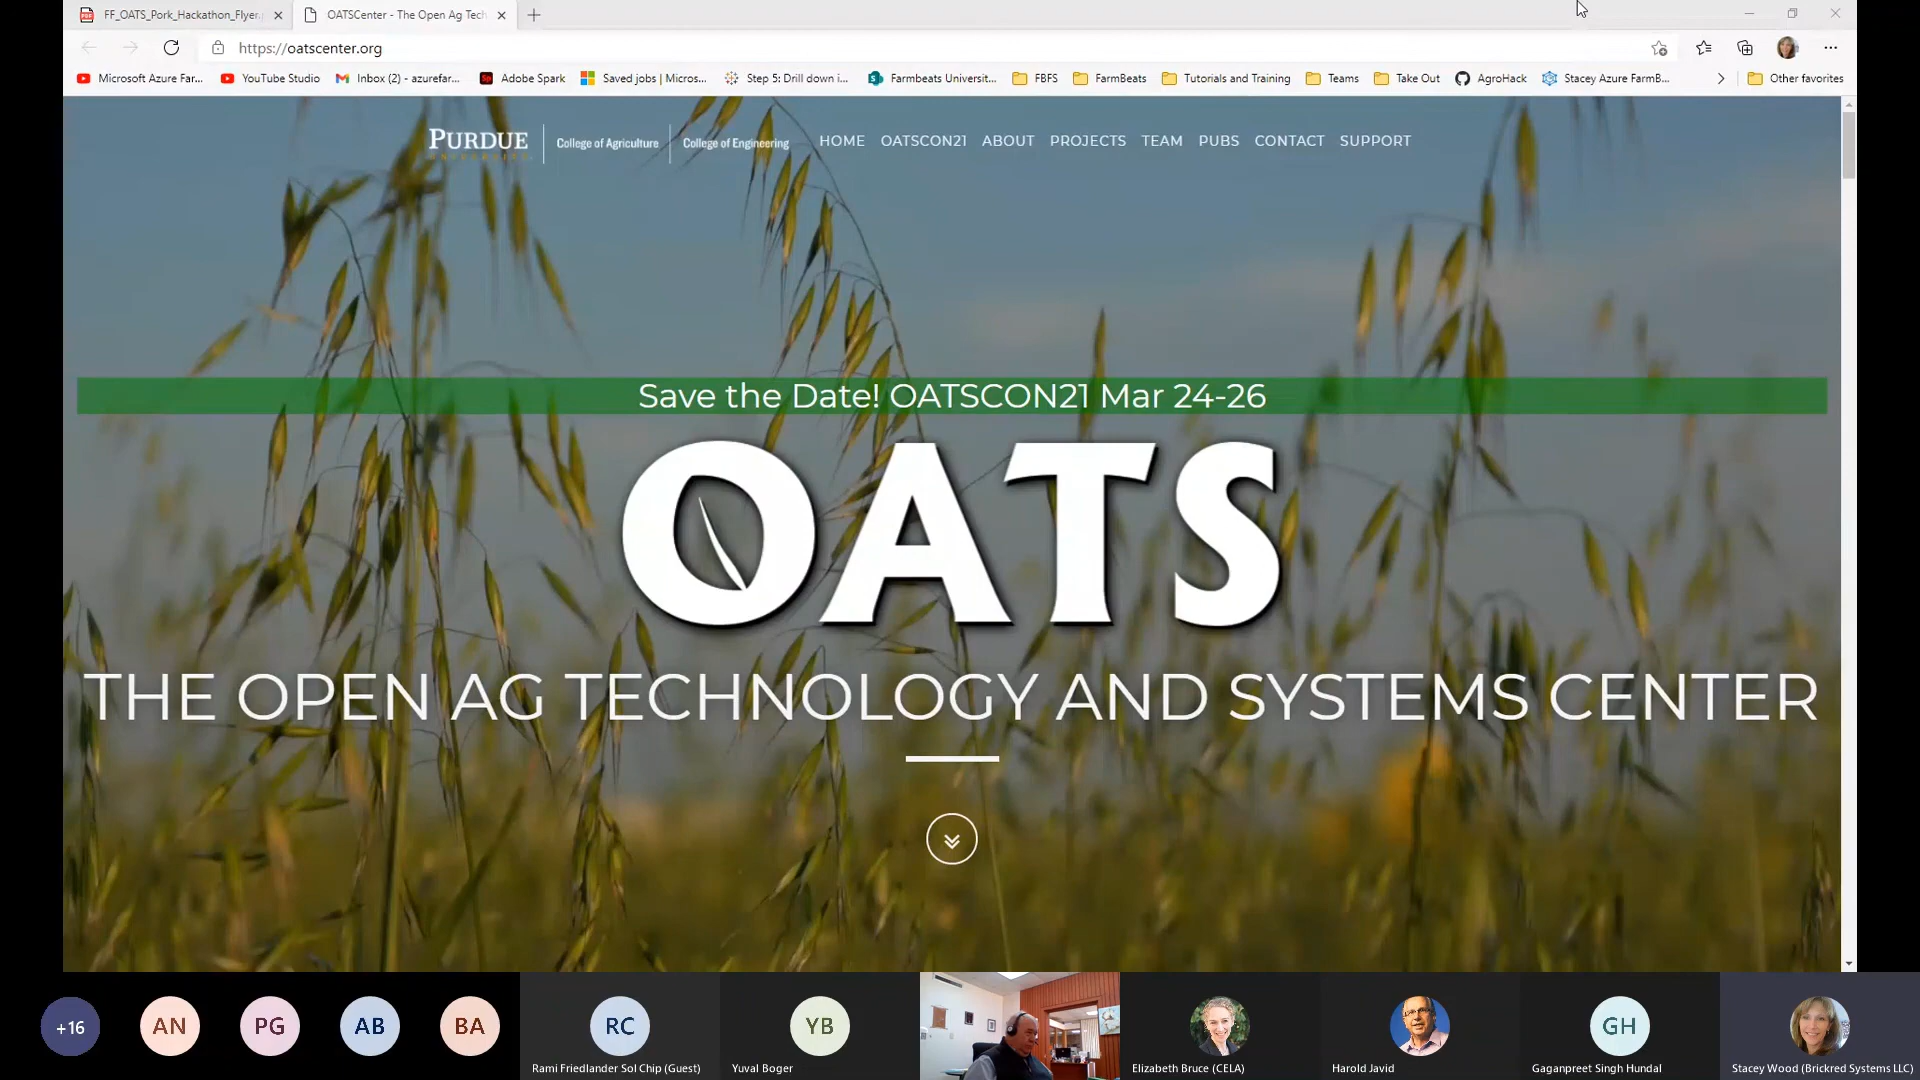 FF_OATS_Pork_Hackathon_Flyer.p
OATSCenter - The Open Ag Tech
https://oatscenter.org
Microsoft Azure Far...
YouTube Studio
Inbox (2) - azurefar...
Adobe Spark
Saved jobs | Micros...
Step 5: Drill down i...
Farmbeats Universit...
FBFS
FarmBeats
Tutorials and Training
Teams
Take Out
AgroHack
Stacey Azure FarmB...
Other favorites
PURDUE
UNIVERSITY
College of Agriculture
College of Engineering
HOME
OATSCON21
ABOUT
PROJECTS
TEAM
PUBS
CONTACT
SUPPORT
Save the Date! OATSCON21 Mar 24-26
OATS
THE OPEN AG TECHNOLOGY AND SYSTEMS CENTER
+16
AN
PG
AB
BA
RC
Rami Friedlander Sol Chip (Guest)
YB
Yuval Boger
Elizabeth Bruce (CELA)
Harold Javid
GH
Gaganpreet Singh Hundal
Stacey Wood (Brickred Systems LLC)